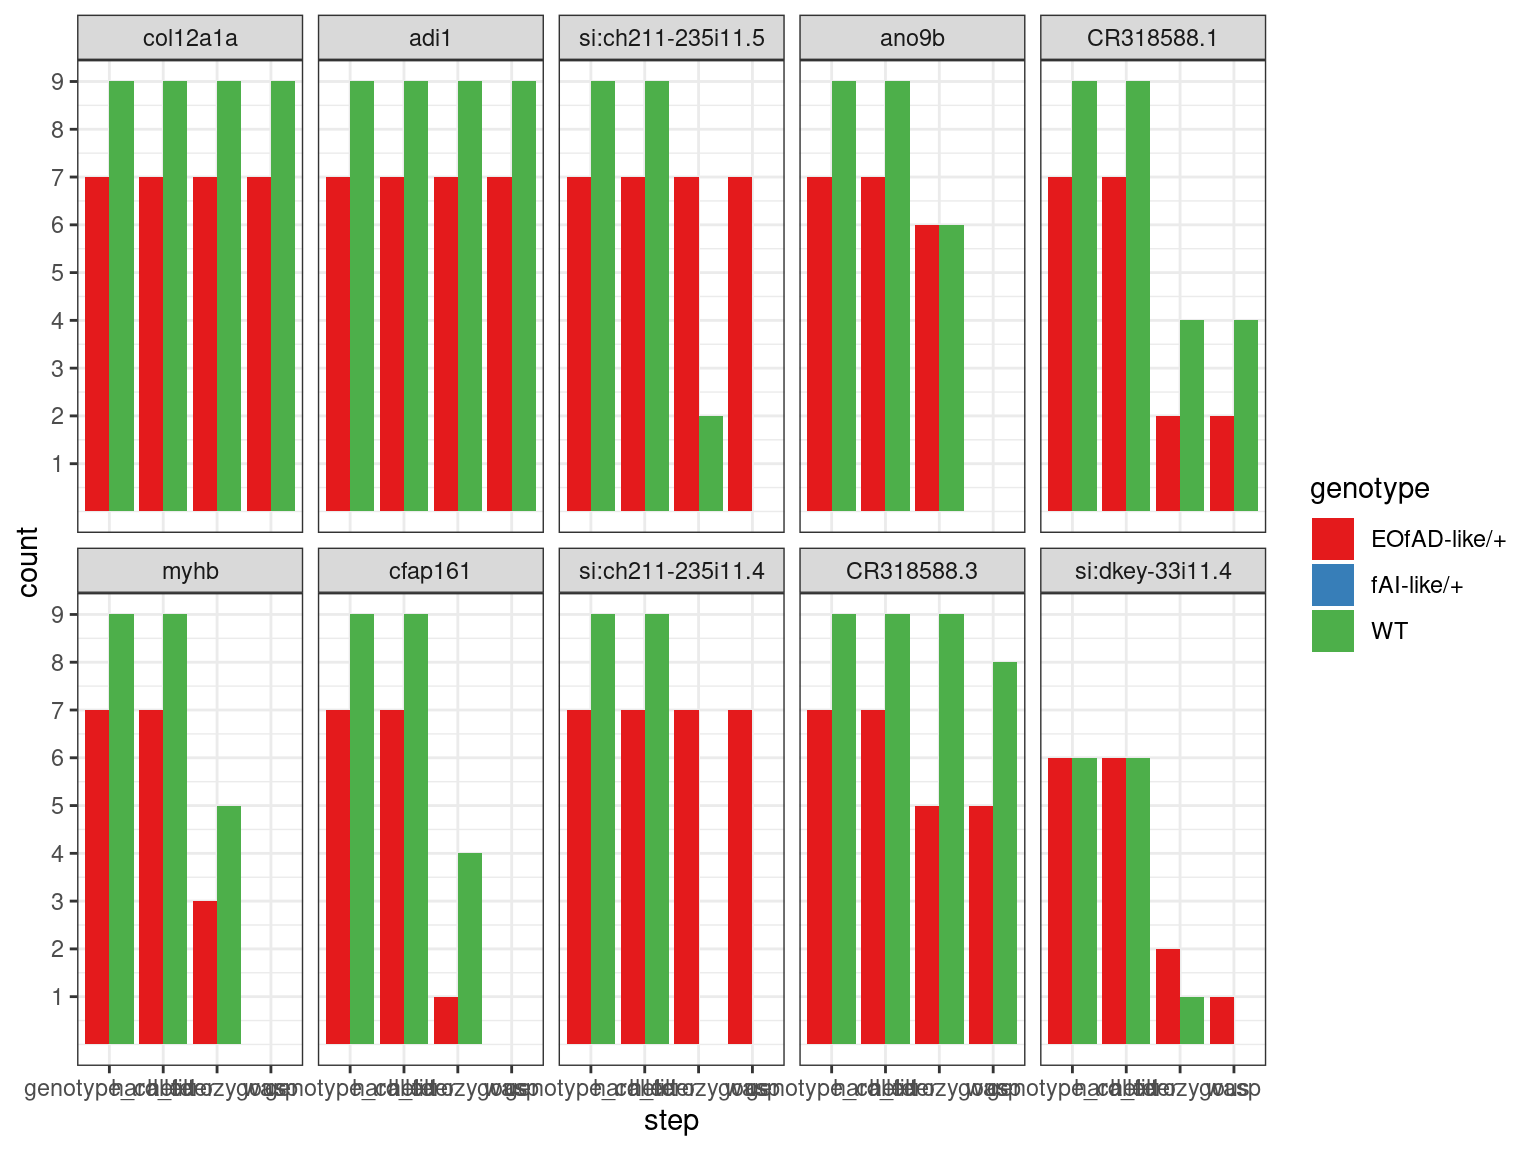 col12a1a adi1 si:ch211-235i11.5 ano9b CR318588.1
9
8
7
6
5
4
3
2
1
myhb cfap161 si:ch211-235i11.4 CR318588.3 si:dkey-33i11.4
9
8
7
6
5
4
3
2
1
count
step
genotype
EOfAD-like/+
fAI-like/+
WT